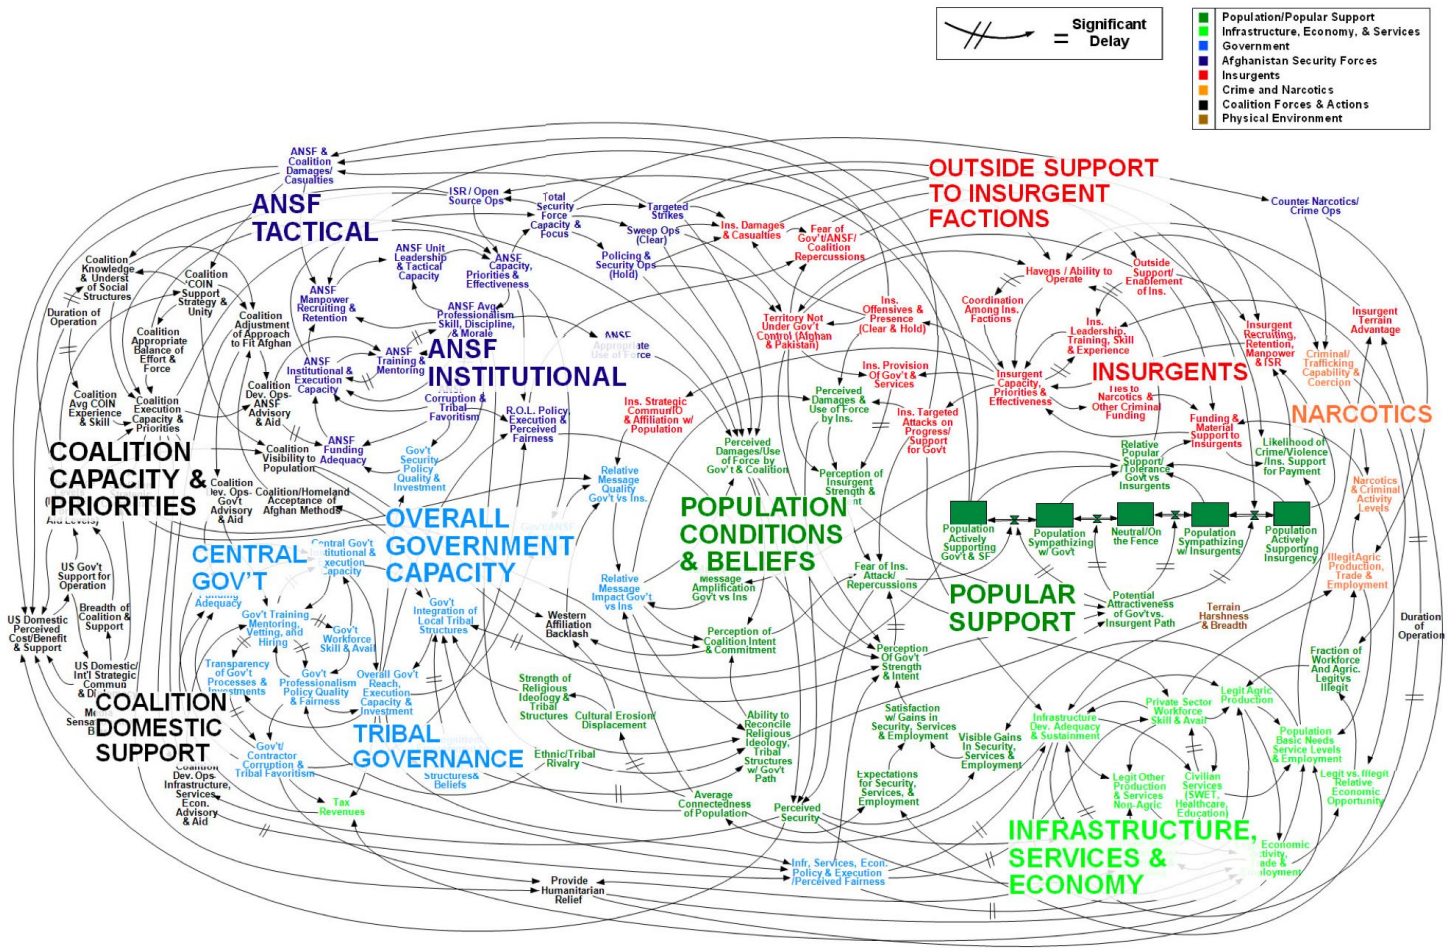 Significant
= Delay
Population/Popular Support
Infrastructure, Economy, & Services
Government
Afghanistan Security Forces
Insurgents
Crime and Narcotics
Coalition Forces & Actions
Physical Environment
ANSF &
Coalition
Damages/
Casualties
ANSF
TACTICAL
ISR / Open
Source Ops
Total
Security
Force
Capacity &
Focus
Targeted
Strikes
Sweep Ops
(Clear)
Policing &
Security Ops
(Hold)
Ins. Damages
& Casualties
Fear of
Gov't/ANSF/
Coalition
Repercussions
OUTSIDE SUPPORT
TO INSURGENT
FACTIONS
Counter Narcotics/
Crime Ops
Coalition
Knowledge
& Underst
of Social
Structures
Duration of
Operation
Coalition
COIN
Support
Strategy &
Unity
Coalition
Appropriate
Balance of
Effort &
Force
Coalition
Adjustment
of Approach
to Fit Afghan
ANSF
Manpower
Recruiting &
Retention
ANSF Unit
Leadership
& Tactical
Capacity
ANSF
Capacity,
Priorities &
Effectiveness
ANSF Avg
Professionalism
Skill, Discipline,
& Morale
ANSF
Appropriate
Use of Force
ANSF
INSTITUTIONAL
ANSF
Training &
Mentoring
ANSF
Institutional &
Execution
Capacity
Corruption &
Tribal
Favoritism
R.O.L. Policy,
Execution &
Perceived
Fairness
ANSF
Funding
Adequacy
Coalition
Dev. Ops-
ANSF
Advisory
& Aid
Coalition
Avg COIN
Experience
& Skill
Coalition
Execution
Capacity &
Priorities
Coalition
Visibility to
Population
COALITION
CAPACITY &
PRIORITIES
Coalition
Dev. Ops-
Gov't
Advisory
& Aid
Coalition/Homeland
Acceptance of
Afghan Methods
Territory Not
Under Gov't
Control (Afghan
& Pakistan)
Ins.
Offensives &
Presence
(Clear & Hold)
Havens / Ability to
Operate
Outside
Support/
Enablement
of Ins.
Coordination
Among Ins.
Factions
Ins.
Leadership,
Training, Skill
& Experience
Insurgent
Recruiting,
Retention,
Manpower
& ISR
Insurgent
Terrain
Advantage
Criminal/
Trafficking
Capability &
Coercion
Ins. Provision
Of Gov't &
Services
Insurgent
Capacity,
Priorities &
Effectiveness
INSURGENTS
Ties to
Narcotics &
Other Criminal
Funding
Funding &
Material
Support to
Insurgents
NARCOTICS
Ins. Strategic
Commun/IO
& Affiliation w/
Population
Perceived
Damages &
Use of Force
by Ins.
Ins. Targeted
Attacks on
Progress/
Support
for Gov't
Perceived
Damages/Use
of Force by
Gov't & Coalition
Perception of
Insurgent
Strength &
Relative
Popular
Support/
/Tolerance
Gov't vs
Insurgents
Likelihood of
Crime/Violence
/Ins. Support
for Payment
Narcotics
& Criminal
Activity
Levels
Gov't
Security
Policy
Quality &
Investment
Relative
Message
Quality
Gov't vs Ins.
OVERALL
GOVERNMENT
CAPACITY
POPULATION
CONDITIONS
& BELIEFS
Population
Actively
Supporting
Gov't & SF
Population
Sympathizing
w/ Gov't
Neutral/On
the Fence
Population
Sympathizing
w/ Insurgents
Population
Actively
Supporting
Insurgency
Illegit Agric
Production,
Trade &
Employment
US Gov't
Support for
Operation
Breadth of
Coalition &
Support
US Domestic
Perceived
Cost/Benefit
& Support
US Domestic/
Int'l Strategic
Commun
COALITION
DOMESTIC
SUPPORT
CENTRAL
GOV'T
Central Gov't
Institutional &
Execution
Capacity
Funding
Adequacy
Gov't Training
Mentoring,
Vetting, and
Hiring
Gov't
Workforce
Skill & Avail
Transparency
of Gov't
Processes &
Investments
Gov't
Professionalism
Policy Quality
& Fairness
Overall Gov't
Reach,
Execution
Capacity &
Investment
Gov't
Integration of
Local Tribal
Structures
Western
Affiliation
Backlash
Relative
Message
Impact Gov't
vs Ins
Message
Amplification
Gov't vs Ins
Fear of Ins.
Attack/
Repercussions
Perception of
Coalition Intent
& Commitment
Perception
Of Gov't
Strength
& Intent
POPULAR
SUPPORT
Potential
Attractiveness
of Gov't vs.
Insurgent Path
Terrain
Harshness
& Breadth
Duration
of
Operation
Fraction of
Workforce
And Agric.
Legit vs
Illegit
TRIBAL
GOVERNANCE
Structures &
Beliefs
Gov't/
Contractor
Corruption &
Tribal Favoritism
Coalition
Dev. Ops-
Infrastructure,
Services,
Econ.
Advisory
& Aid
Tax
Revenues
Strength of
Religious
Ideology &
Tribal
Structures
Cultural Erosion/
Displacement
Ethnic/Tribal
Rivalry
Ability to
Reconcile
Religious
Ideology,
Tribal
Structures
w/ Gov't
Path
Average
Connectedness
of Population
Perceived
Security
Satisfaction
w/ Gains in
Security, Services
& Employment
Visible Gains
In Security,
Services &
Employment
Expectations
for Security,
Services, &
Employment
Infrastructure
Dev. Adequacy
& Sustainment
Private Sector
Workforce
Skill & Avail
Legit Agric
Production
Population
Basic Needs
Service Levels
& Employment
Legit Other
Production
& Services
Non-Agric
Civilian
Services
(SWET,
Healthcare,
Education)
Legit vs. Illegit
Relative
Economic
Opportunity
INFRASTRUCTURE,
SERVICES &
ECONOMY
Economic
Infr, Services, Econ.
Policy & Execution
/Perceived Fairness
Provide
Humanitarian
Relief